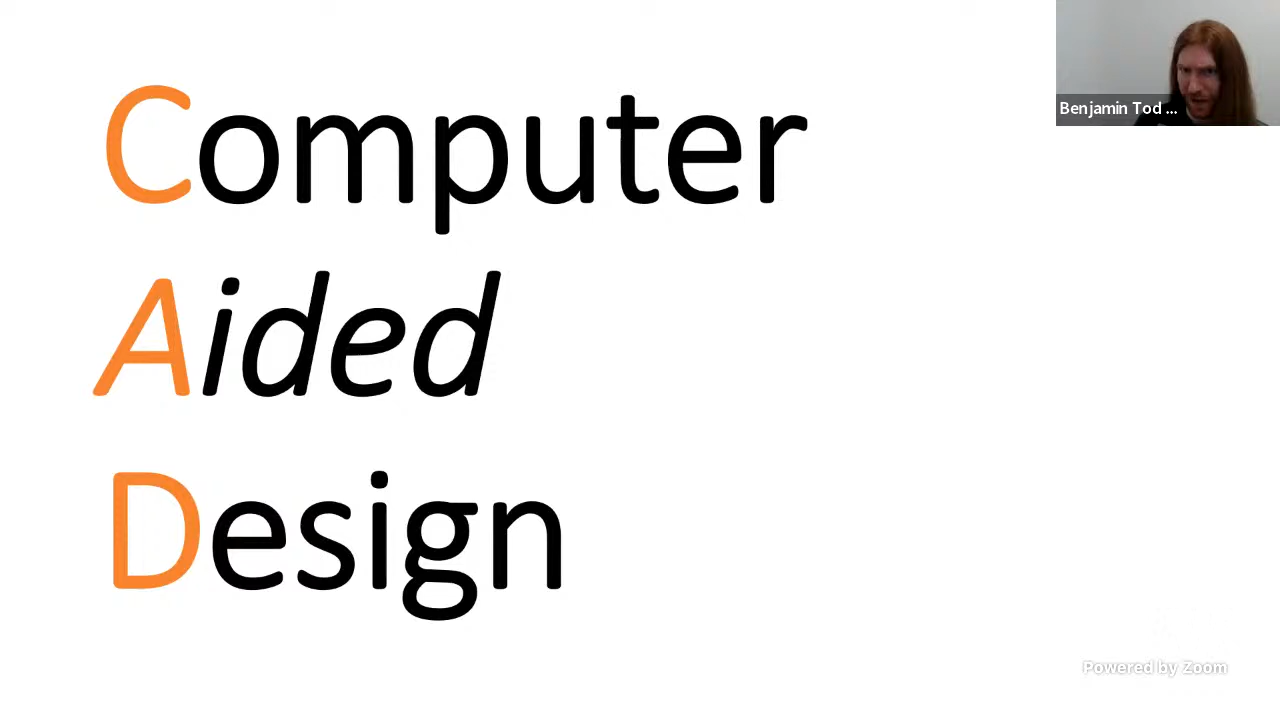 Computer
Aided
Design
Benjamin Tod ...
Powered by Zoom